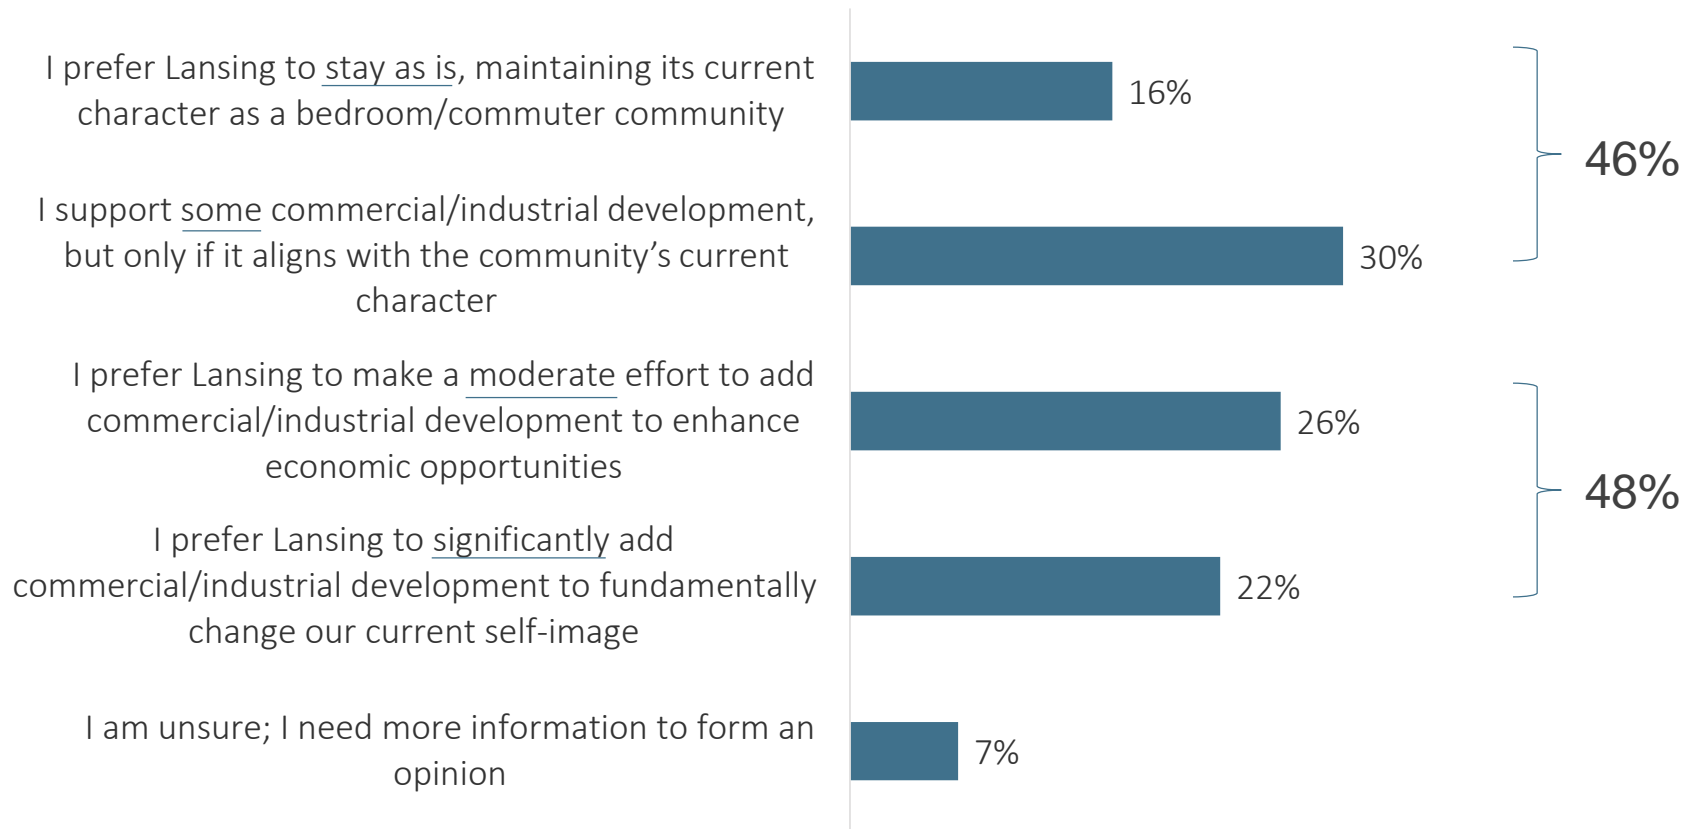 I prefer Lansing to stay as is, maintaining its current
character as a bedroom/commuter community
16%
I support some commercial/industrial development,
but only if it aligns with the community’s current
character
30%
46%
I prefer Lansing to make a moderate effort to add
commercial/industrial development to enhance
economic opportunities
26%
I prefer Lansing to significantly add
commercial/industrial development to fundamentally
change our current self-image
22%
48%
I am unsure; I need more information to form an
opinion
7%